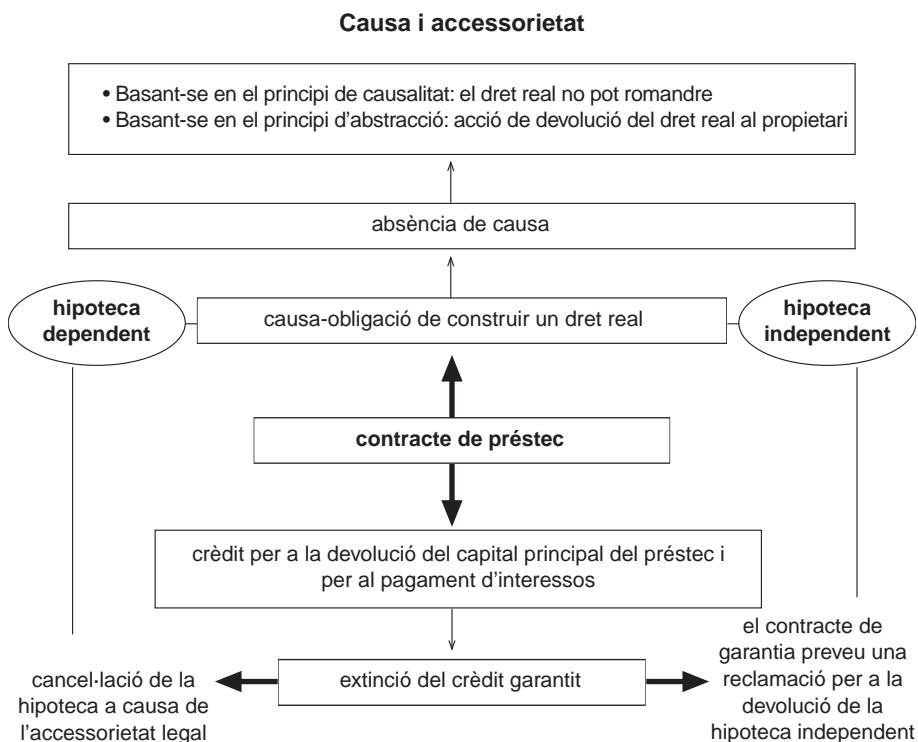 Causa i accessorietat
• Basant-se en el principi de causalitat: el dret real no pot romandre
• Basant-se en el principi d'abstracció: acció de devolució del dret real al propietari
absència de causa
hipoteca
dependent
causa-obligació de construir un dret real
hipoteca
independent
contracte de préstec
crèdit per a la devolució del capital principal del préstec i
per al pagament d'interessos
cancel·lació de la
hipoteca a causa de
l'accessorietat legal
extinció del crèdit garantit
el contracte de
garantia preveu una
reclamació per a la
devolució de la
hipoteca independent